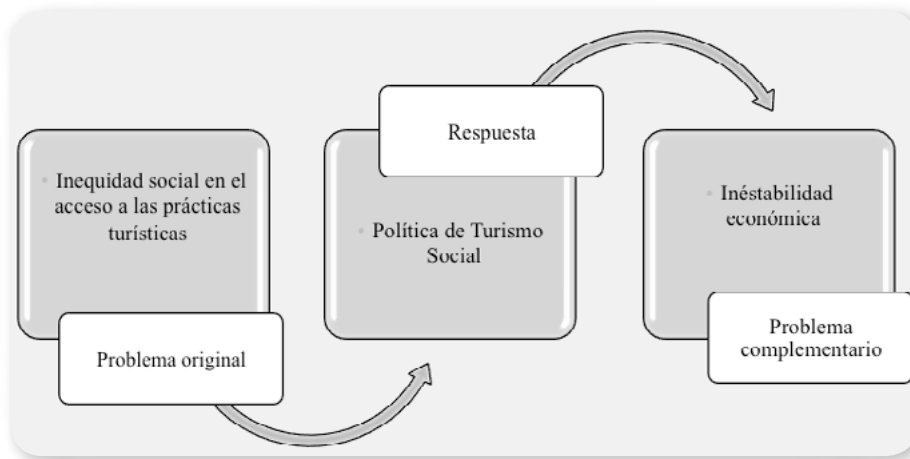 Inequidad social en el
acceso a las prácticas
turísticas
Problema original
Respuesta
Política de Turismo
Social
Inéstabilidad
económica
Problema
complementario